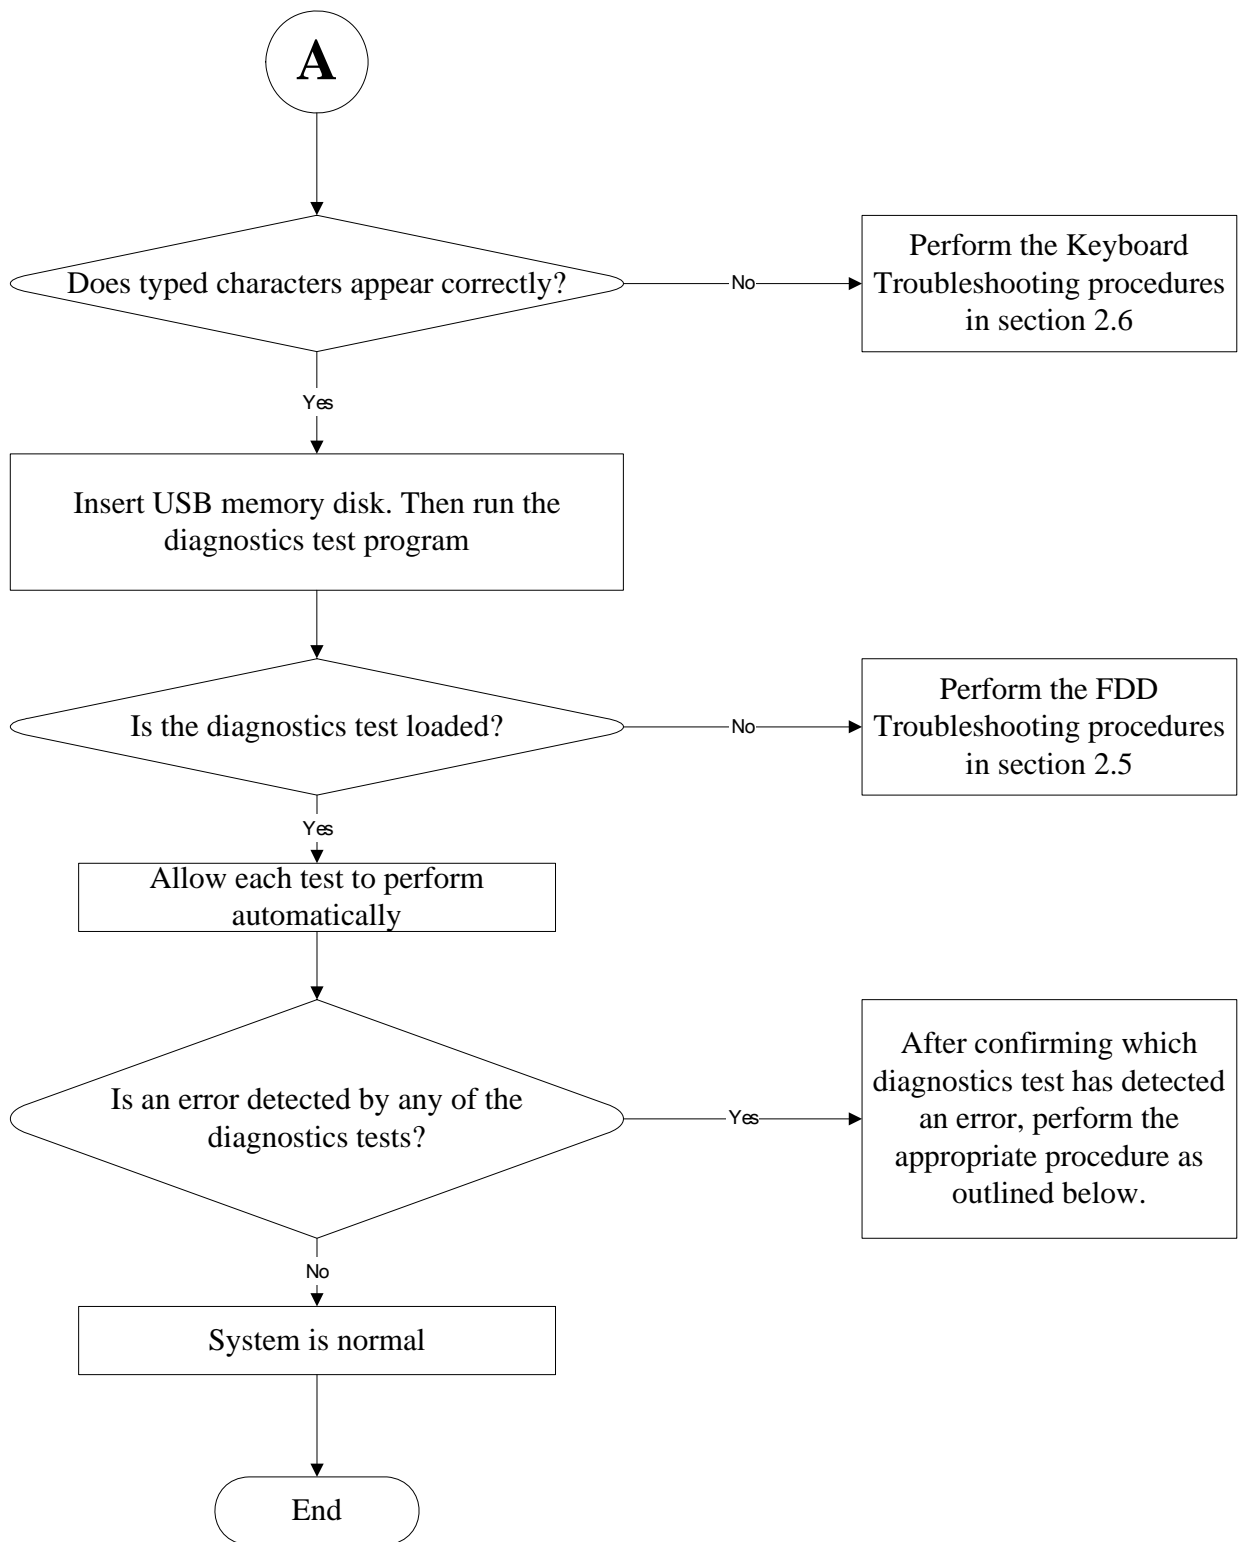 A
Does typed characters appear correctly?
No
Perform the Keyboard
Troubleshooting procedures
in section 2.6
Yes
Insert USB memory disk. Then run the
diagnostics test program
Is the diagnostics test loaded?
No
Perform the FDD
Troubleshooting procedures
in section 2.5
Yes
Allow each test to perform
automatically
Is an error detected by any of the
diagnostics tests?
Yes
After confirming which
diagnostics test has detected
an error, perform the
appropriate procedure as
outlined below.
No
System is normal
End